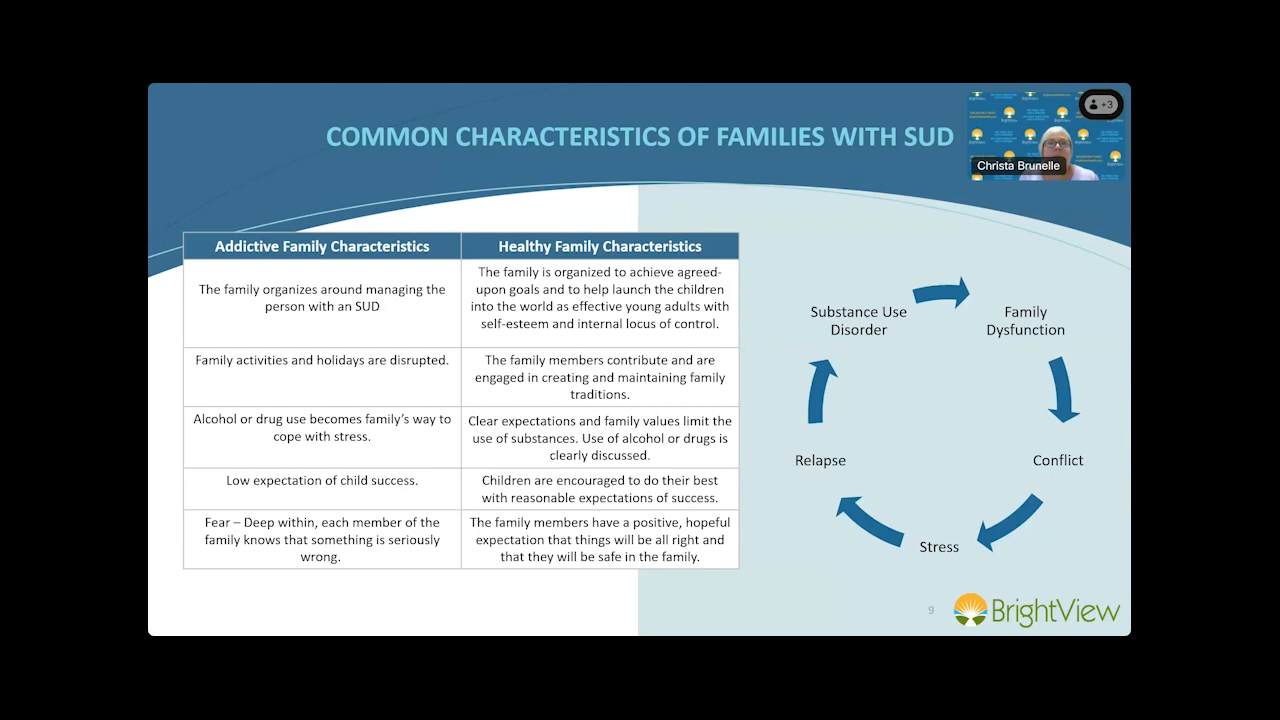 COMMON CHARACTERISTICS OF FAMILIES WITH SUD
+3
Christa Brunelle
Addictive Family Characteristics
Healthy Family Characteristics
The family organizes around managing the
person with an SUD
The family is organized to achieve agreed-
upon goals and to help launch the children
into the world as effective young adults with
self-esteem and internal locus of control.
Family activities and holidays are disrupted.
The family members contribute and are
engaged in creating and maintaining family
traditions.
Alcohol or drug use becomes family's way to
cope with stress.
Clear expectations and family values limit the
use of substances. Use of alcohol or drugs is
clearly discussed.
Low expectation of child success.
Children are encouraged to do their best
with reasonable expectations of success.
Fear – Deep within, each member of the
family knows that something is seriously
wrong.
The family members have a positive, hopeful
expectation that things will be all right and
that they will be safe in the family.
Substance Use
Disorder
Family
Dysfunction
Conflict
Stress
Relapse
9
BrightView